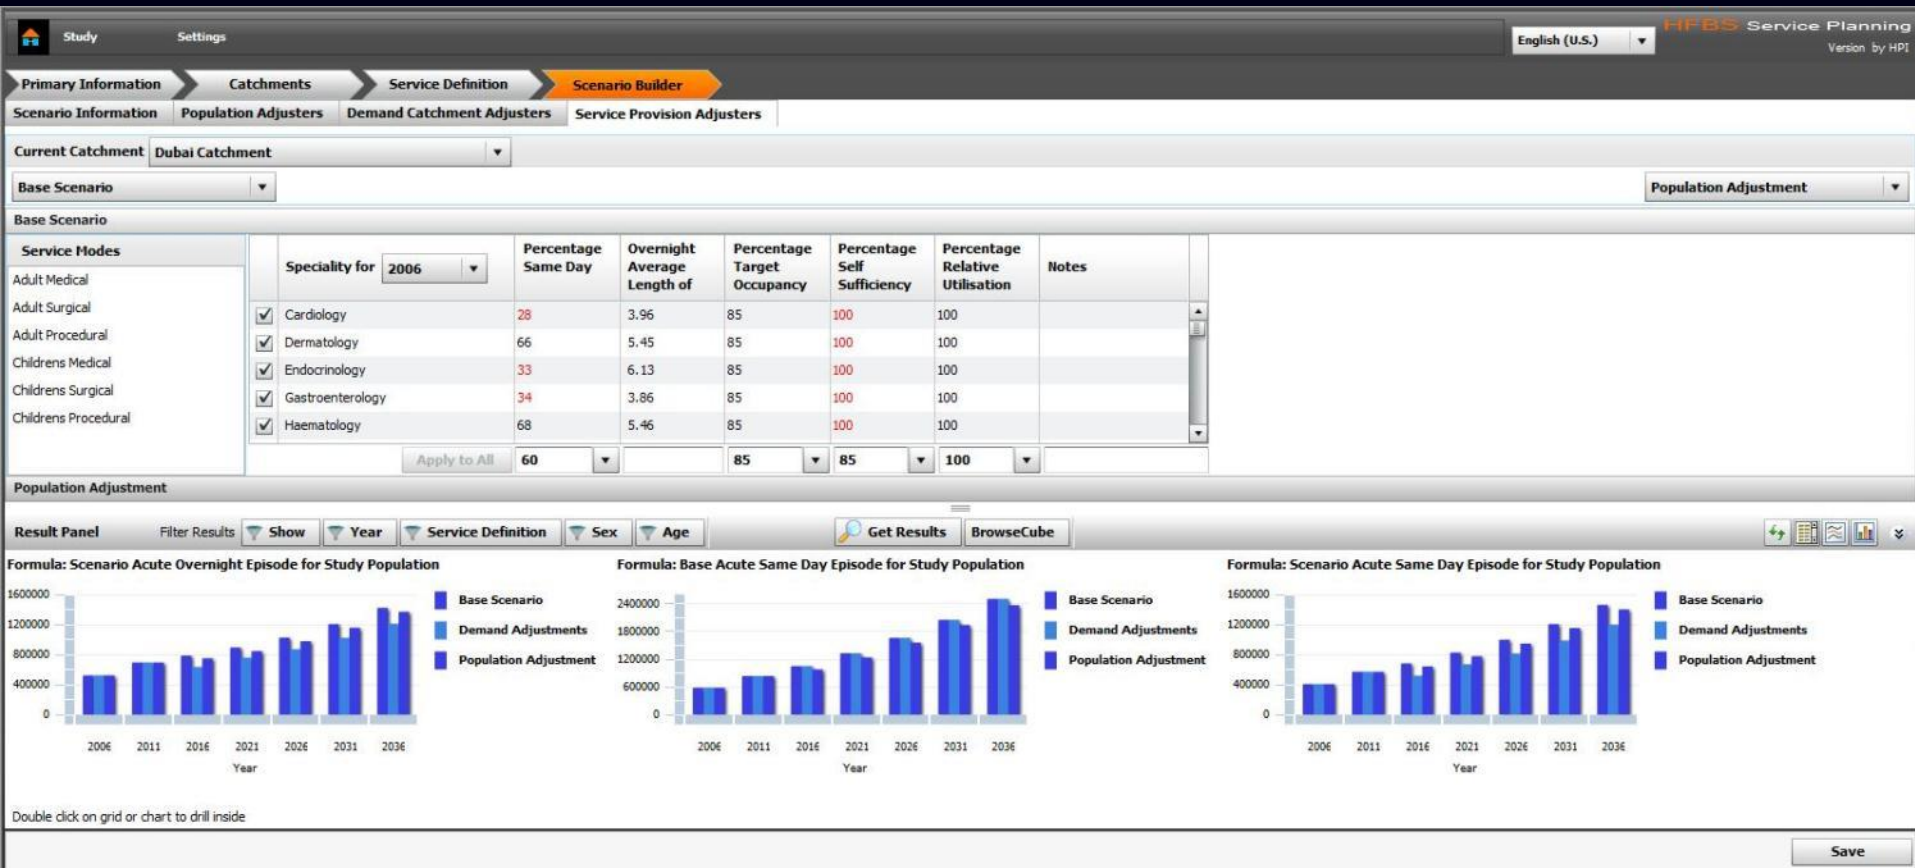 Study Settings English (U.S.) HFBS Service Planning
Version by HPI
Primary Information Catchments Service Definition Scenario Builder
Scenario Information Population Adjusters Demand Catchment Adjusters Service Provision Adjusters
Current Catchment Dubai Catchment
Base Scenario Population Adjustment
Base Scenario
Service Modes
Adult Medical
Adult Surgical
Adult Procedural
Childrens Medical
Childrens Surgical
Childrens Procedural
Speciality for 2006 Percentage Same Day Overnight Average Length of Percentage Target Occupancy Percentage Self Sufficiency Percentage Relative Utilisation Notes
Cardiology 28 3.96 85 100 100
Dermatology 66 5.45 85 100 100
Endocrinology 33 6.13 85 100 100
Gastroenterology 34 3.86 85 100 100
Haematology 68 5.46 85 100 100
Apply to All 60 85 85 100
Population Adjustment
Result Panel Filter Results Show Year Service Definition Sex Age Get Results BrowseCube
Formula: Scenario Acute Overnight Episode for Study Population
1600000
1200000
800000
400000
0
2006 2011 2016 2021 2026 2031 2036
Year
Base Scenario
Demand Adjustments
Population Adjustment
Formula: Base Acute Same Day Episode for Study Population
2400000
1800000
1200000
600000
0
2006 2011 2016 2021 2026 2031 2036
Year
Base Scenario
Demand Adjustments
Population Adjustment
Formula: Scenario Acute Same Day Episode for Study Population
1600000
1200000
800000
400000
0
2006 2011 2016 2021 2026 2031 2036
Year
Base Scenario
Demand Adjustments
Population Adjustment
Double click on grid or chart to drill inside
Save